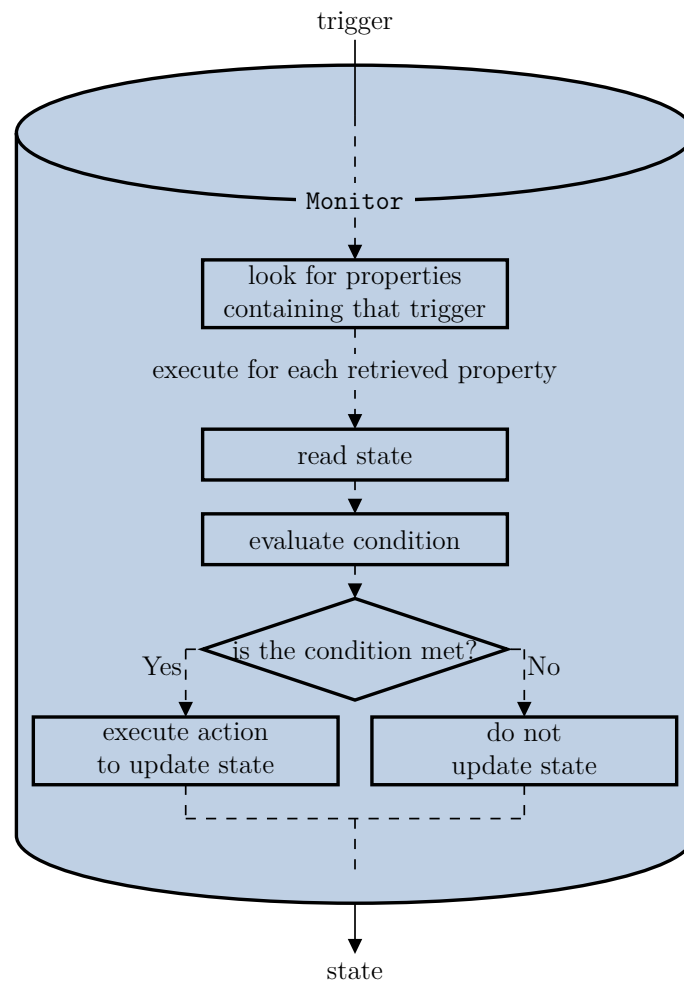 trigger
Monitor
look for properties
containing that trigger
execute for each retrieved property
read state
evaluate condition
is the condition met?
Yes
No
execute action
to update state
do not
update state
state